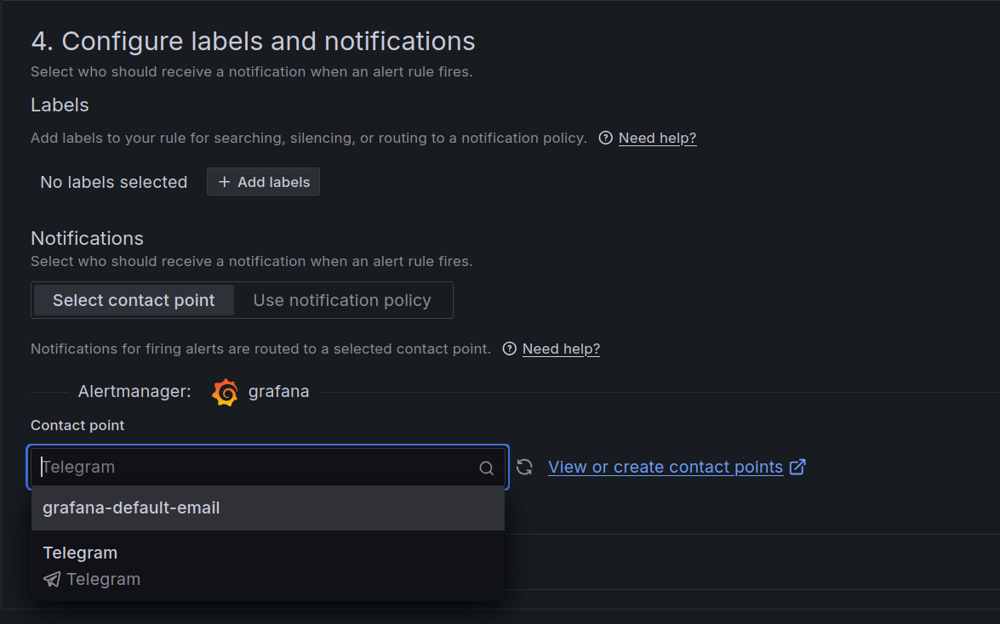 4. Configure labels and notifications
Select who should receive a notification when an alert rule fires.
Labels
Add labels to your rule for searching, silencing, or routing to a notification policy. Need help?
No labels selected + Add labels
Notifications
Select who should receive a notification when an alert rule fires.
Select contact point Use notification policy
Notifications for firing alerts are routed to a selected contact point. Need help?
Alertmanager: grafana
Contact point
Telegram View or create contact points
grafana-default-email
Telegram
Telegram